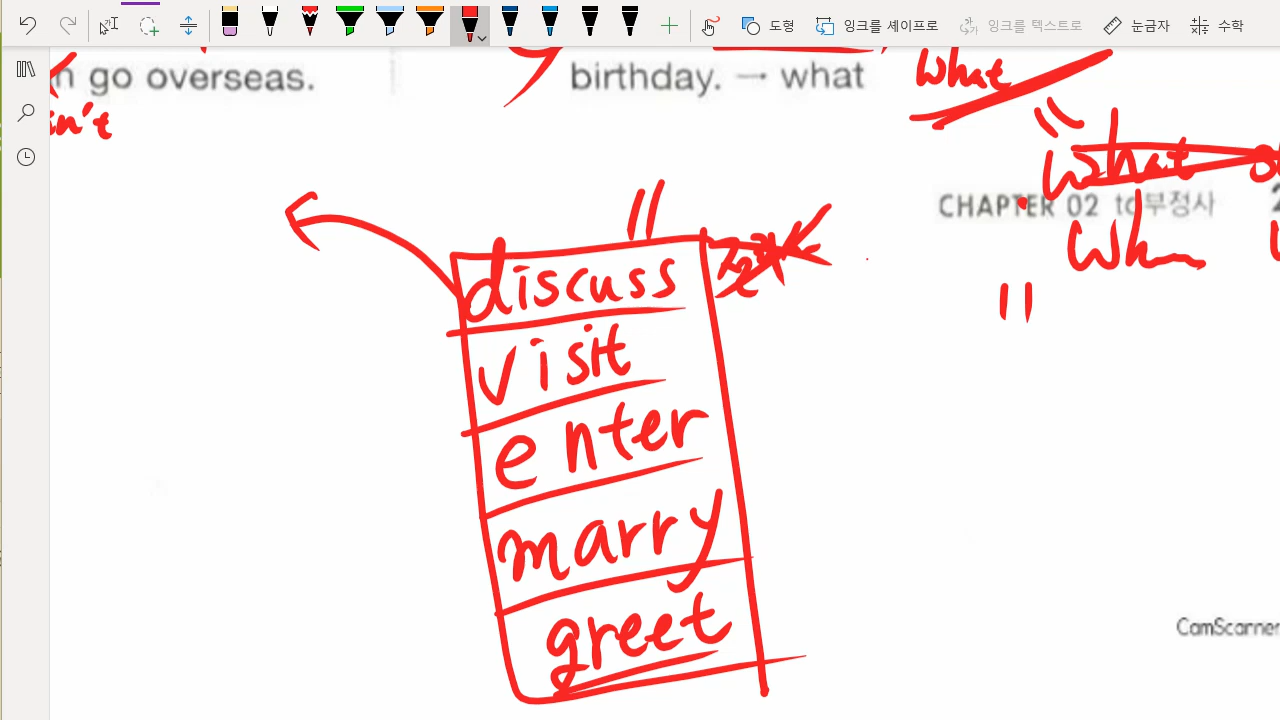 도형 잉크를 셰이프로 잉크를 텍스트로 눈금자 수학
go overseas.
birthday. → what
what
n't
what
CHAPTER 02 to부정사
when
discuss
visit
enter
marry
greet
CamScanner